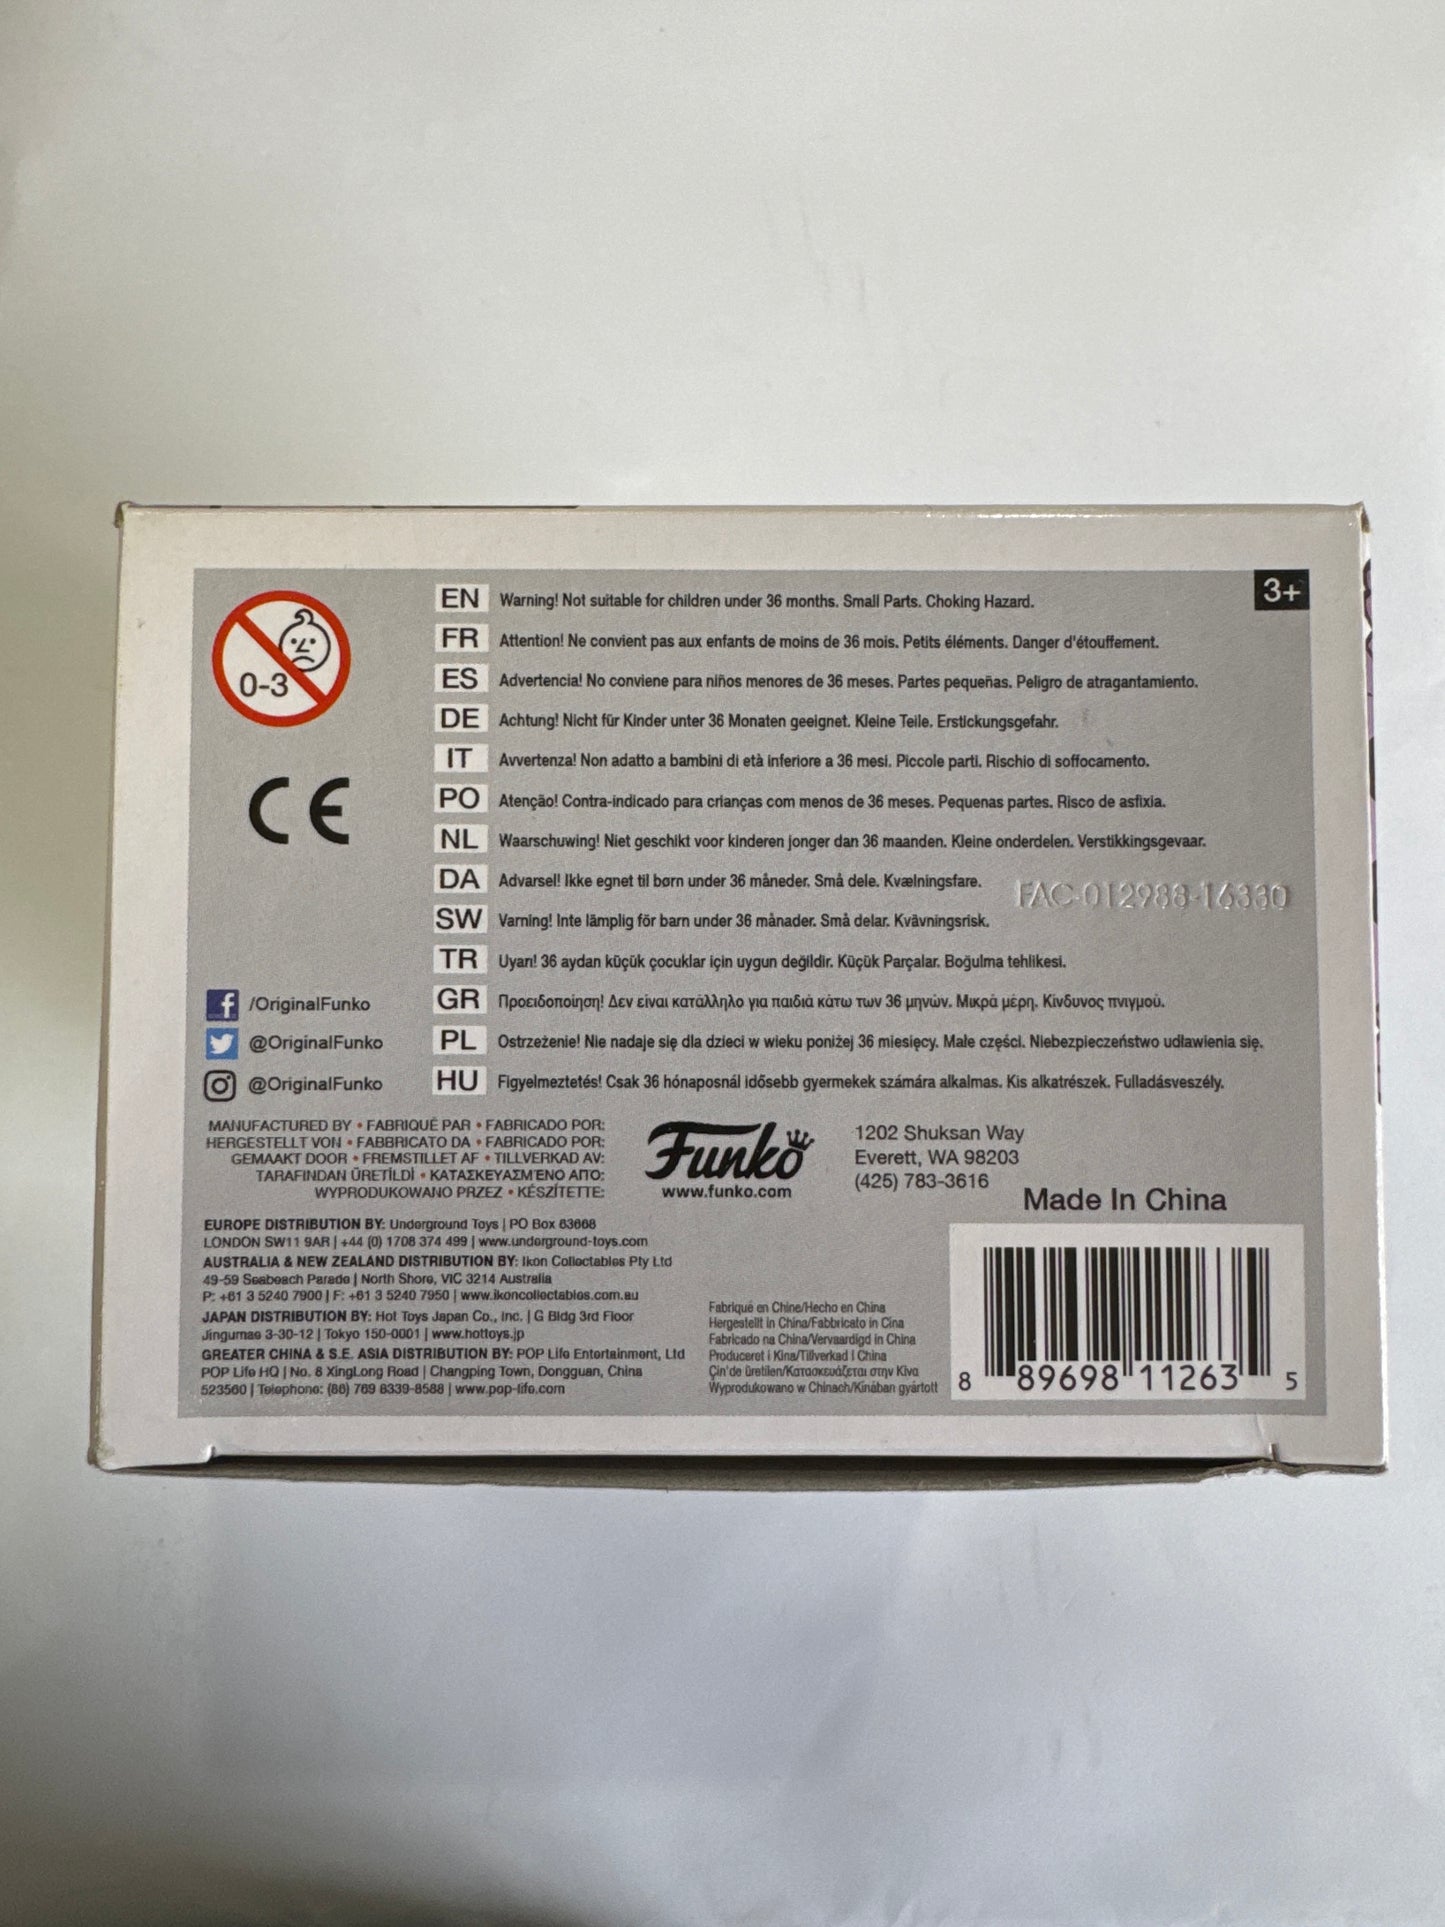 3+
0-3
EN Warning! Not suitable for children under 36 months. Small Parts. Choking Hazard.
FR Attention! Ne convient pas aux enfants de moins de 36 mois. Petits éléments. Danger d'étouffement.
ES Advertencia! No conviene para niños menores de 36 meses. Partes pequeñas. Peligro de atragantamiento.
DE Achtung! Nicht für Kinder unter 36 Monaten geeignet. Kleine Teile. Erstickungsgefahr.
IT Avvertenza! Non adatto a bambini di età inferiore a 36 mesi. Piccole parti. Rischio di soffocamento.
PO Atenção! Contra-indicado para crianças com menos de 36 meses. Pequenas partes. Risco de asfixia.
NL Waarschuwing! Niet geschikt voor kinderen jonger dan 36 maanden. Kleine onderdelen. Verstikkingsgevaar.
DA Advarsel! Ikke egnet til børn under 36 måneder. Små dele. Kvælningsfare.
SW Varning! Inte lämplig för barn under 36 månader. Små delar. Kvävningsrisk.
TR Uyarı! 36 aydan küçük çocuklar için uygun değildir. Küçük Parçalar. Boğulma tehlikesi.
GR Προειδοποίηση! Δεν είναι κατάλληλο για παιδιά κάτω των 36 μηνών. Μικρά μέρη. Κίνδυνος πνιγμού.
PL Ostrzeżenie! Nie nadaje się dla dzieci w wieku poniżej 36 miesięcy. Małe części. Niebezpieczeństwo udławienia się.
HU Figyelmeztetés! Csak 36 hónaposnál idősebb gyermekek számára alkalmas. Kis alkatrészek. Fulladásveszély.
CE
FAC-012988-16330
/OriginalFunko
@OriginalFunko
@OriginalFunko
MANUFACTURED BY • FABRIQUÉ PAR • FABRICADO POR:
HERGESTELLT VON • FABBRICATO DA • FABRICADO POR:
GEMAAKT DOOR • FREMSTILLET AF • TILLVERKAD AV:
TARAFINDAN ÜRETİLDİ • ΚΑΤΑΣΚΕΥΑΣΜΈΝΟ ΑΠΌ:
WYPRODUKOWANO PRZEZ • KÉSZÍTETTE:
Funko
www.funko.com
1202 Shuksan Way
Everett, WA 98203
(425) 783-3616
Made In China
EUROPE DISTRIBUTION BY: Underground Toys | PO Box 63668
LONDON SW11 9AR | +44 (0) 1708 374 499 | www.underground-toys.com
AUSTRALIA & NEW ZEALAND DISTRIBUTION BY: Ikon Collectables Pty Ltd
49-59 Seabeach Parade | North Shore, VIC 3214 Australia
P: +61 3 5240 7900 | F: +61 3 5240 7950 | www.ikoncollectables.com.au
JAPAN DISTRIBUTION BY: Hot Toys Japan Co., Inc. | G Bldg 3rd Floor
Jingumae 3-30-12 | Tokyo 150-0001 | www.hottoys.jp
GREATER CHINA & S.E. ASIA DISTRIBUTION BY: POP Life Entertainment, Ltd
POP Life HQ | No. 8 XingLong Road | Changping Town, Dongguan, China
523560 | Telephone: (86) 769 8339-8588 | www.pop-life.com
Fabriqué en Chine/Hecho en China
Hergestellt in China/Fabbricato in Cina
Fabricado na China/Vervaardigd in China
Produceret i Kina/Tillverkad i China
Çin'de üretilen/Κατασκευάζεται στην Κίνα
Wyprodukowano w Chinach/Kínában gyártott
8 89698 11263 5